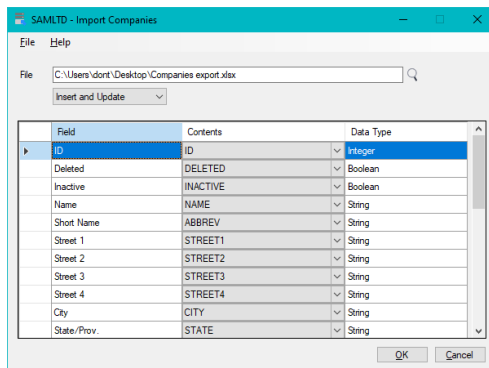 SAMLTD - Import Companies
File Help
File C:\Users\dont\Desktop\Companies export.xlsx
Insert and Update
Field Contents Data Type
ID ID Integer
Deleted DELETED Boolean
Inactive INACTIVE Boolean
Name NAME String
Short Name ABBREV String
Street 1 STREET1 String
Street 2 STREET2 String
Street 3 STREET3 String
Street 4 STREET4 String
City CITY String
State/Prov. STATE String
OK Cancel